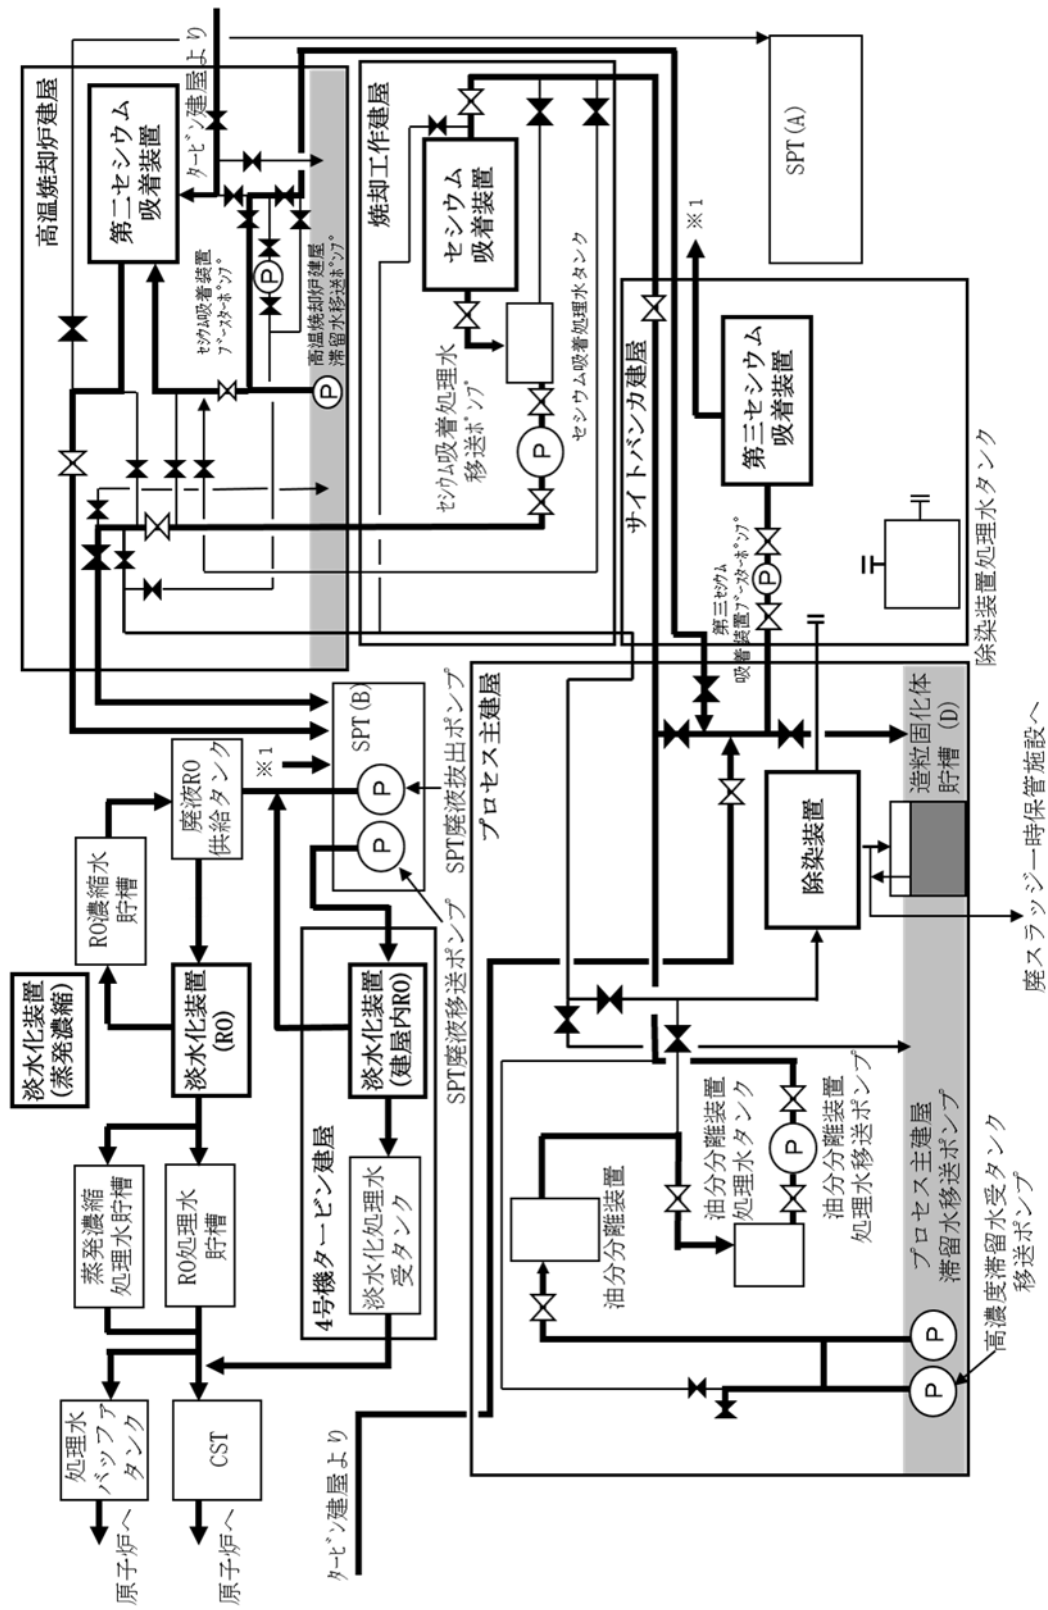 高温焼却炉建屋
第二セシウム
吸着装置
タービン建屋より
セシウム吸着装置
ブースターポンプ
P
高温焼却炉建屋
滞留水移送ポンプ
P
焼却工作建屋
セシウム
吸着装置
セシウム吸着処理水
移送ポンプ
P
セシウム吸着処理水タンク
SPT(A)
※1
サイトバンカ建屋
第三セシウム
吸着装置
第三セシウム
吸着装置ブースターポンプ
P
除染装置処理水タンク
SPT(B)
P
P
※1
SPT廃液抜出ポンプ
SPT廃液移送ポンプ
廃液RO
供給タンク
RO濃縮水
貯槽
淡水化装置
(蒸発濃縮)
淡水化装置
(RO)
4号機タービン建屋
淡水化装置
(建屋内RO)
淡水化処理水
受タンク
蒸発濃縮
処理水貯槽
RO処理水
貯槽
処理水
バッファ
タンク
CST
原子炉へ
原子炉へ
タービン建屋より
プロセス主建屋
造粒固化体
貯槽(D)
除染装置
廃スラッジ一時保管施設へ
油分分離装置
油分分離装置
処理水タンク
P
油分分離装置
処理水移送ポンプ
プロセス主建屋
滞留水移送ポンプ
P
P
高濃度滞留水受タンク
移送ポンプ